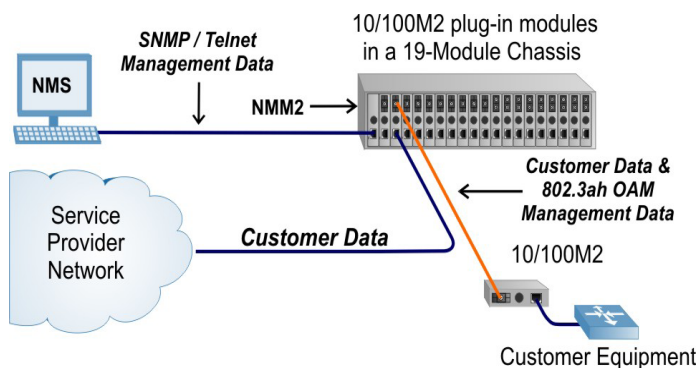 SNMP / Telnet
Management Data
10/100M2 plug-in modules
in a 19-Module Chassis
NMS
NMM2
Customer Data &
802.3ah OAM
Management Data
Service
Provider
Network
Customer Data
10/100M2
Customer Equipment